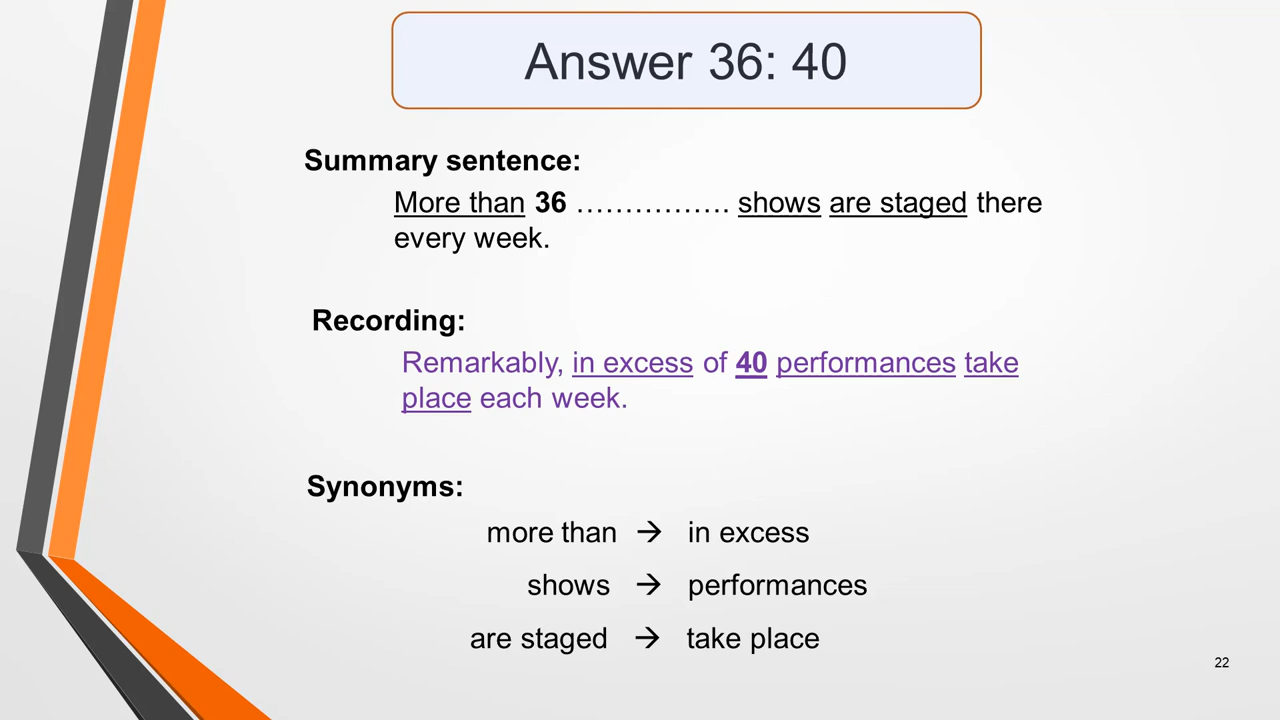 Answer 36: 40
Summary sentence:
More than 36 ................ shows are staged there
every week.
Recording:
Remarkably, in excess of 40 performances take
place each week.
Synonyms:
more than → in excess
shows → performances
are staged → take place
22